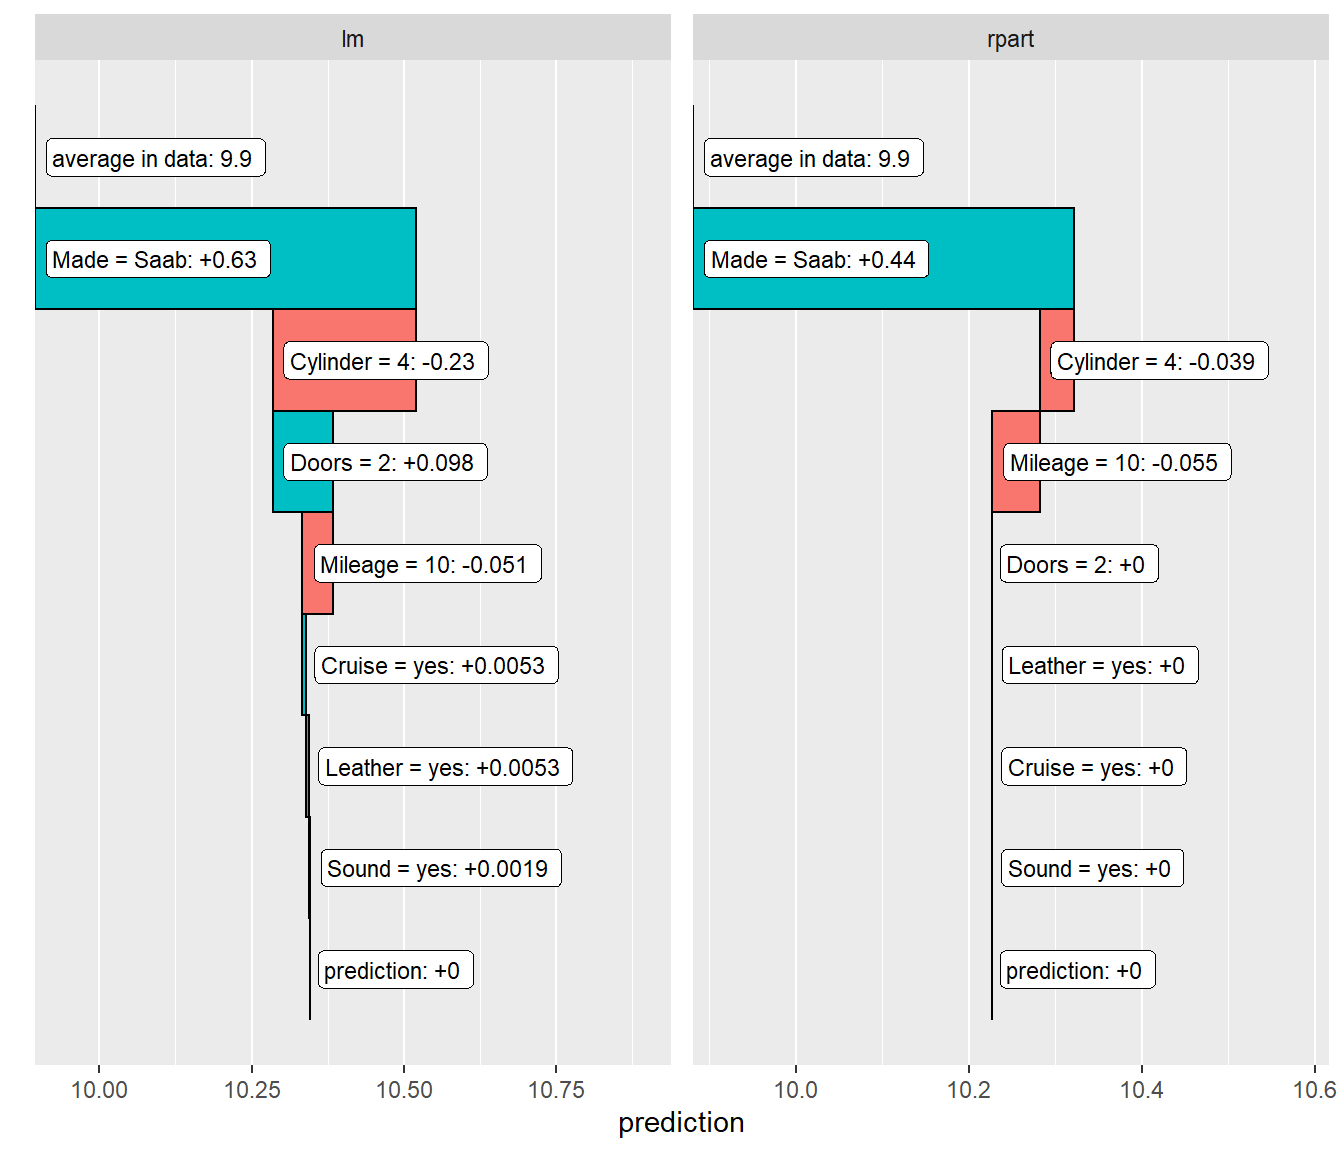 lm
average in data: 9.9
Made = Saab: +0.63
Cylinder = 4: -0.23
Doors = 2: +0.098
Mileage = 10: -0.051
Cruise = yes: +0.0053
Leather = yes: +0.0053
Sound = yes: +0.0019
prediction: +0
10.00 10.25 10.50 10.75
rpart
average in data: 9.9
Made = Saab: +0.44
Cylinder = 4: -0.039
Mileage = 10: -0.055
Doors = 2: +0
Leather = yes: +0
Cruise = yes: +0
Sound = yes: +0
prediction: +0
10.0 10.2 10.4 10.6
prediction